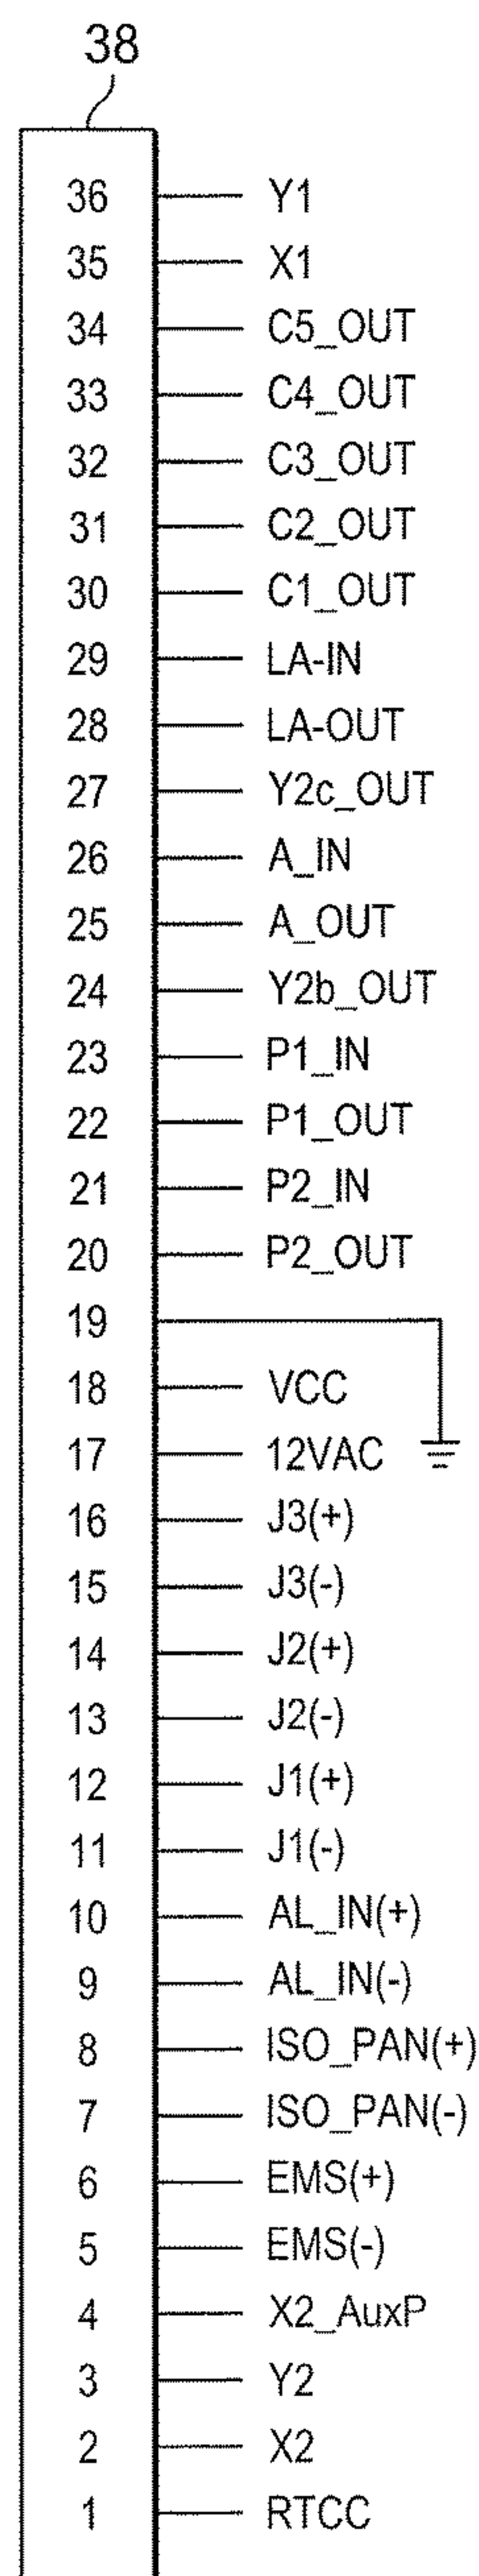 38
36 Y1
35 X1
34 C5_OUT
33 C4_OUT
32 C3_OUT
31 C2_OUT
30 C1_OUT
29 LA-IN
28 LA-OUT
27 Y2c_OUT
26 A_IN
25 A_OUT
24 Y2b_OUT
23 P1_IN
22 P1_OUT
21 P2_IN
20 P2_OUT
19
18 VCC
17 12VAC
16 J3(+)
15 J3(-)
14 J2(+)
13 J2(-)
12 J1(+)
11 J1(-)
10 AL_IN(+)
9 AL_IN(-)
8 ISO_PAN(+)
7 ISO_PAN(-)
6 EMS(+)
5 EMS(-)
4 X2_AuxP
3 Y2
2 X2
1 RTCC